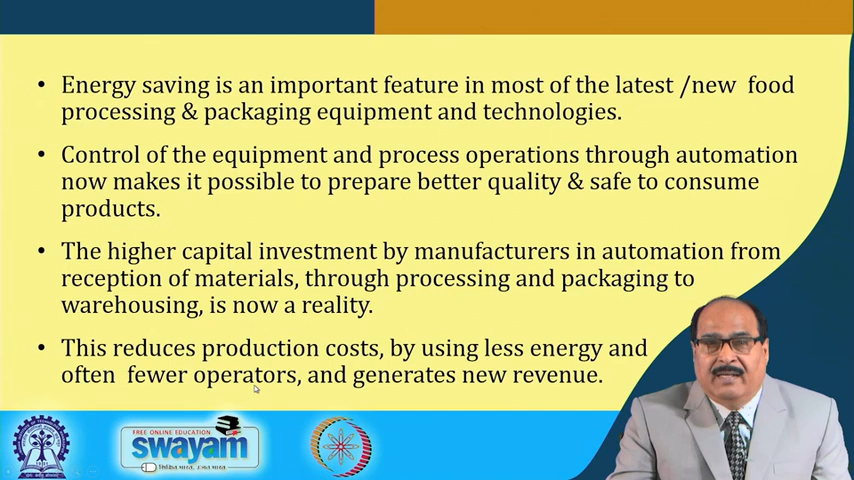 • Energy saving is an important feature in most of the latest /new food
processing & packaging equipment and technologies.
• Control of the equipment and process operations through automation
now makes it possible to prepare better quality & safe to consume
products.
• The higher capital investment by manufacturers in automation from
reception of materials, through processing and packaging to
warehousing, is now a reality.
• This reduces production costs, by using less energy and
often fewer operators, and generates new revenue.
FREE ONLINE EDUCATION
swayam